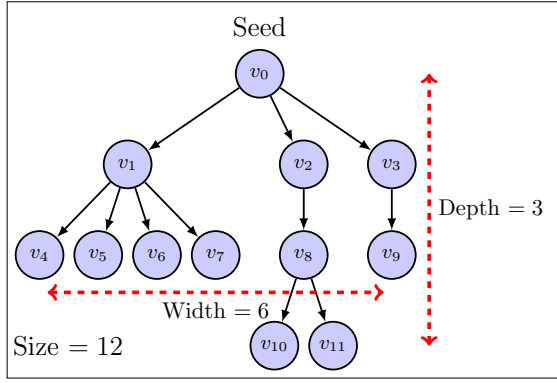 Seed
v0
v1 v2 v3
Depth = 3
v4 v5 v6 v7 v8 v9
Width = 6
Size = 12
v10 v11